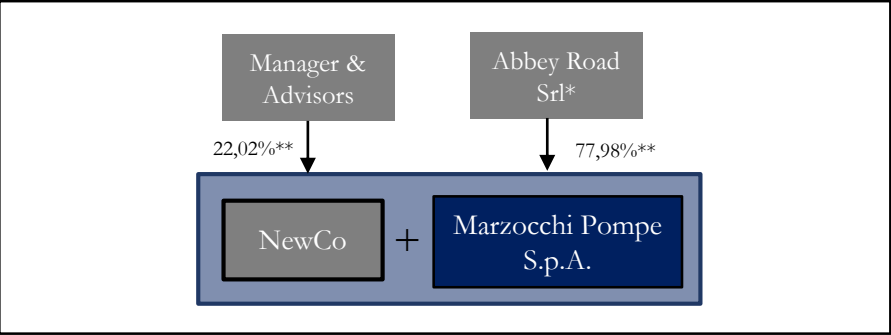 Manager &
Advisors
Abbey Road
Srl*
22,02%**
77,98%**
NewCo
+
Marzocchi Pompe
S.p.A.